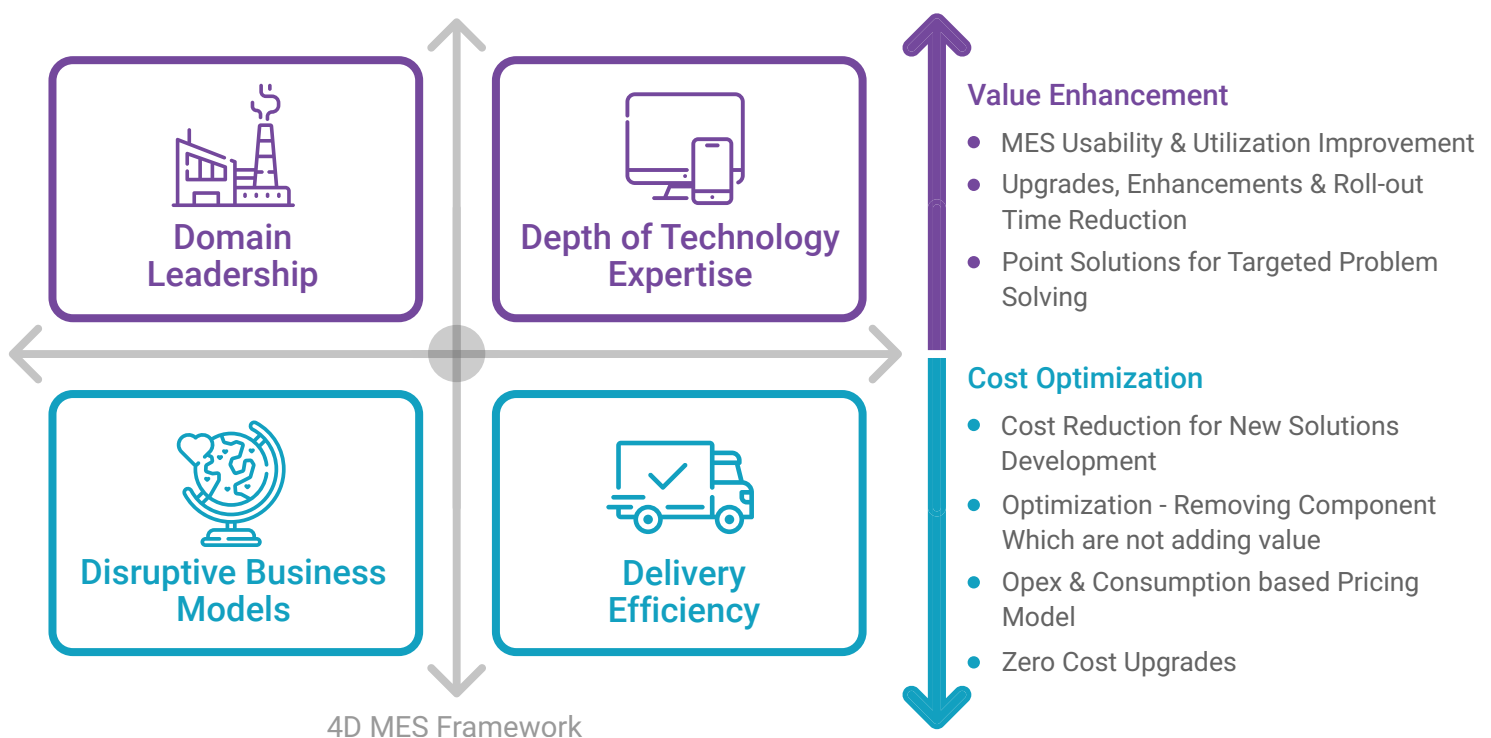 Domain
Leadership
Depth of Technology
Expertise
Disruptive Business
Models
Delivery
Efficiency
4D MES Framework
Value Enhancement
MES Usability & Utilization Improvement
Upgrades, Enhancements & Roll-out
Time Reduction
Point Solutions for Targeted Problem
Solving
Cost Optimization
Cost Reduction for New Solutions
Development
Optimization - Removing Component
Which are not adding value
Opex & Consumption based Pricing
Model
Zero Cost Upgrades